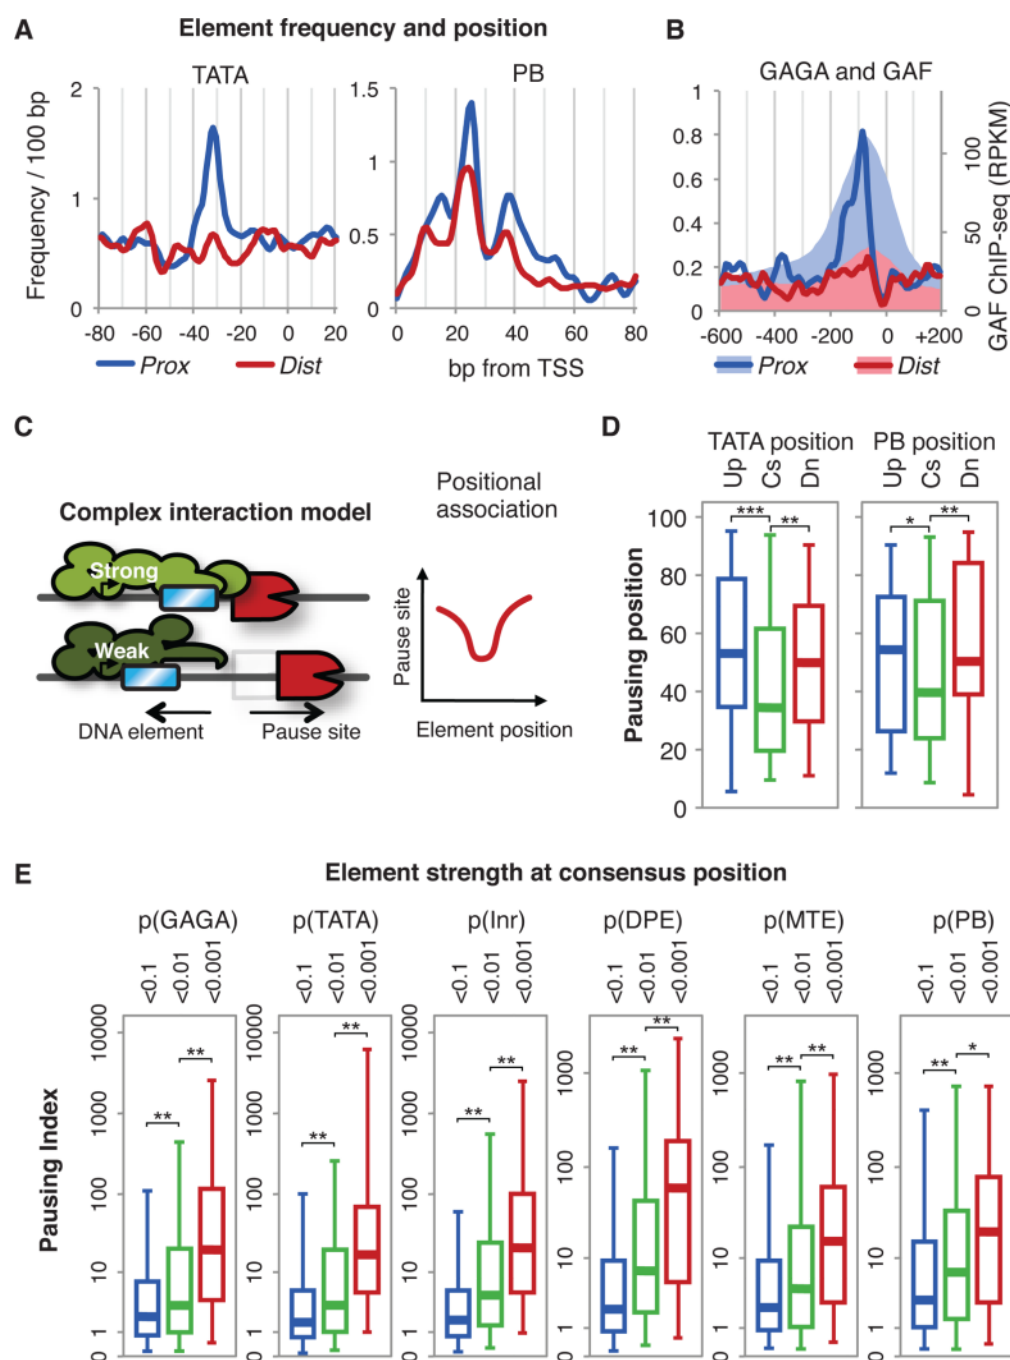 A
Element frequency and position
TATA
PB
Frequency / 100 bp
2
1
0
-80 -60 -40 -20 0 20
1.5
1
0.5
0
0 20 40 60 80
Prox
Dist
bp from TSS
B
GAGA and GAF
1
0.8
0.6
0.4
0.2
0
100
50
0
GAF ChIP-seq (RPKM)
-600 -400 -200 0 +200
Prox
Dist
C
Complex interaction model
Strong
Weak
DNA element
Pause site
Positional
association
Pause site
Element position
D
TATA position
Up Cs Dn
PB position
Up Cs Dn
Pausing position
100
80
60
40
20
0
*** **
* **
E
Element strength at consensus position
p(GAGA) p(TATA) p(Inr) p(DPE) p(MTE) p(PB)
<0.1 <0.01 <0.001
<0.1 <0.01 <0.001
<0.1 <0.01 <0.001
<0.1 <0.01 <0.001
<0.1 <0.01 <0.001
<0.1 <0.01 <0.001
Pausing Index
0 1 10 100 1000 10000
** **
0 1 10 100 1000 10000
** **
0 1 10 100 1000 10000
** **
0 1 10 100 1000
** **
0 1 10 100 1000
** **
0 1 10 100 1000
** *